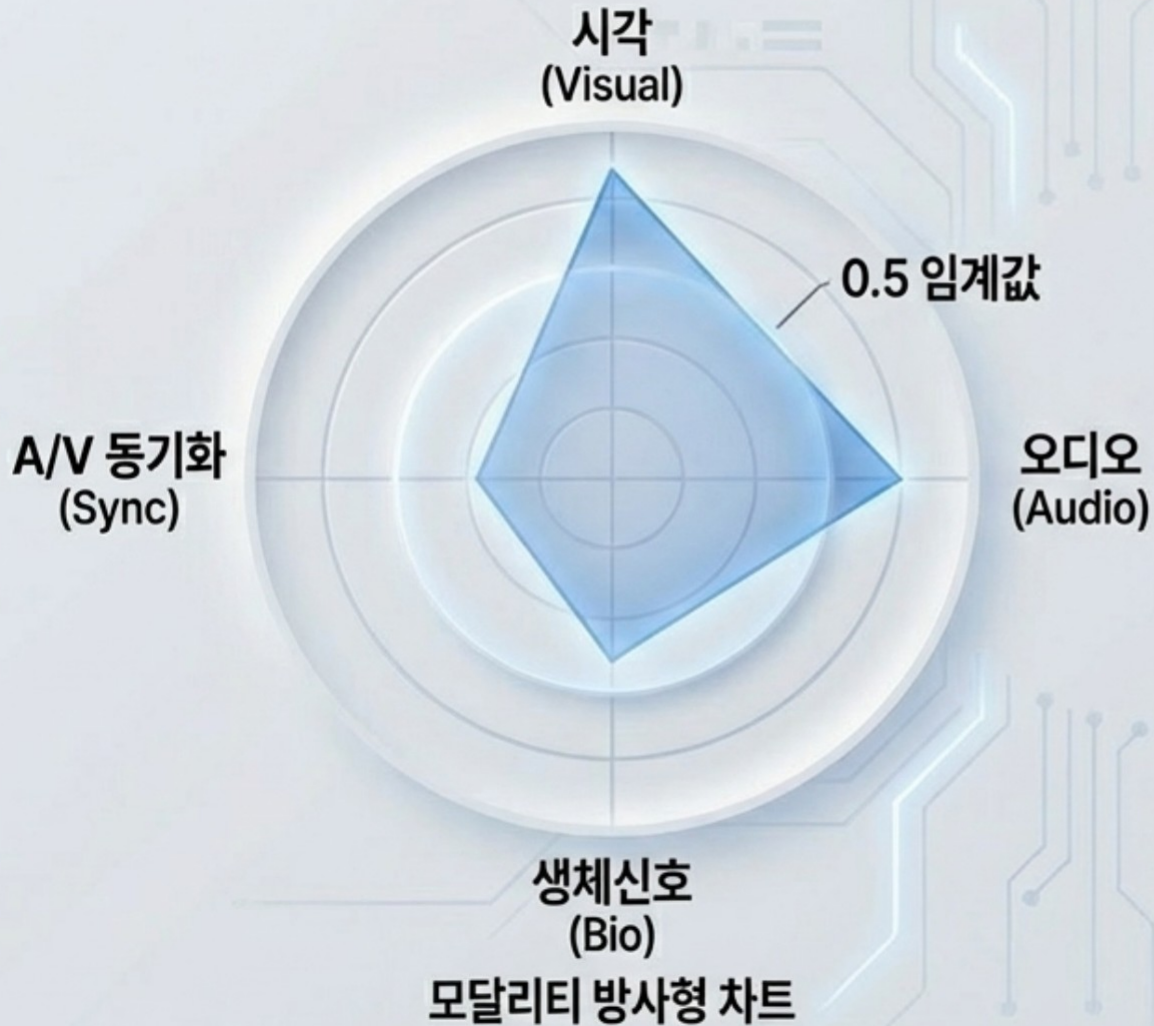 시각
(Visual)
0.5 임계값
A/V 동기화
(Sync)
오디오
(Audio)
생체신호
(Bio)
모달리티 방사형 차트